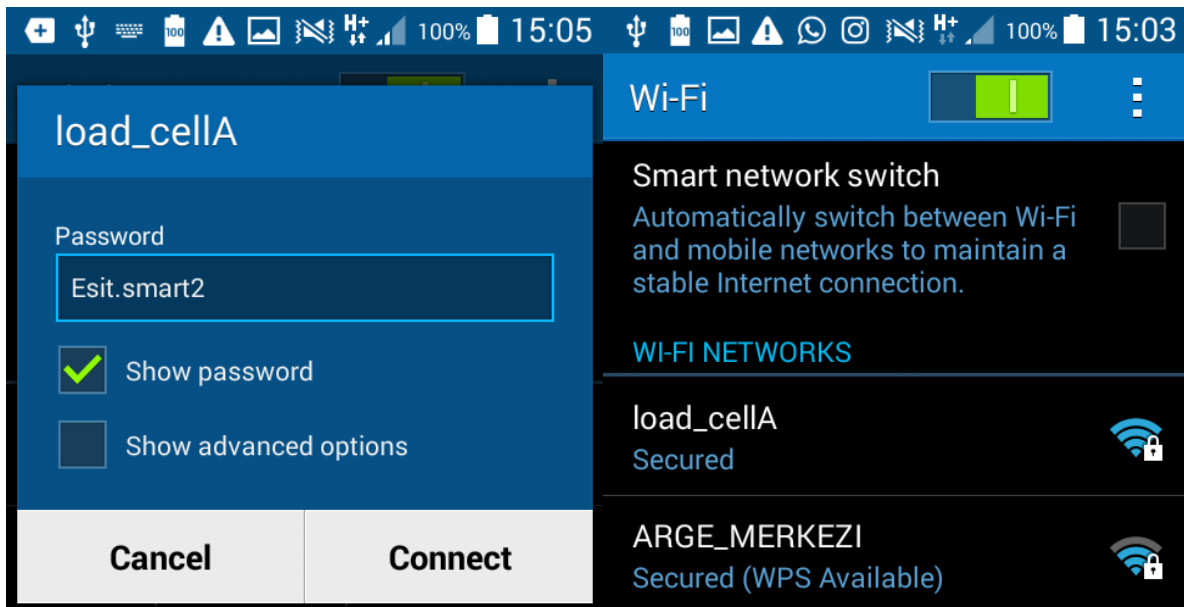 100% 15:05
load_cellA
Password
Esit.smart2
Show password
Show advanced options
Cancel Connect
100% 15:03
Wi-Fi
Smart network switch
Automatically switch between Wi-Fi
and mobile networks to maintain a
stable Internet connection.
WI-FI NETWORKS
load_cellA
Secured
ARGE_MERKEZI
Secured (WPS Available)